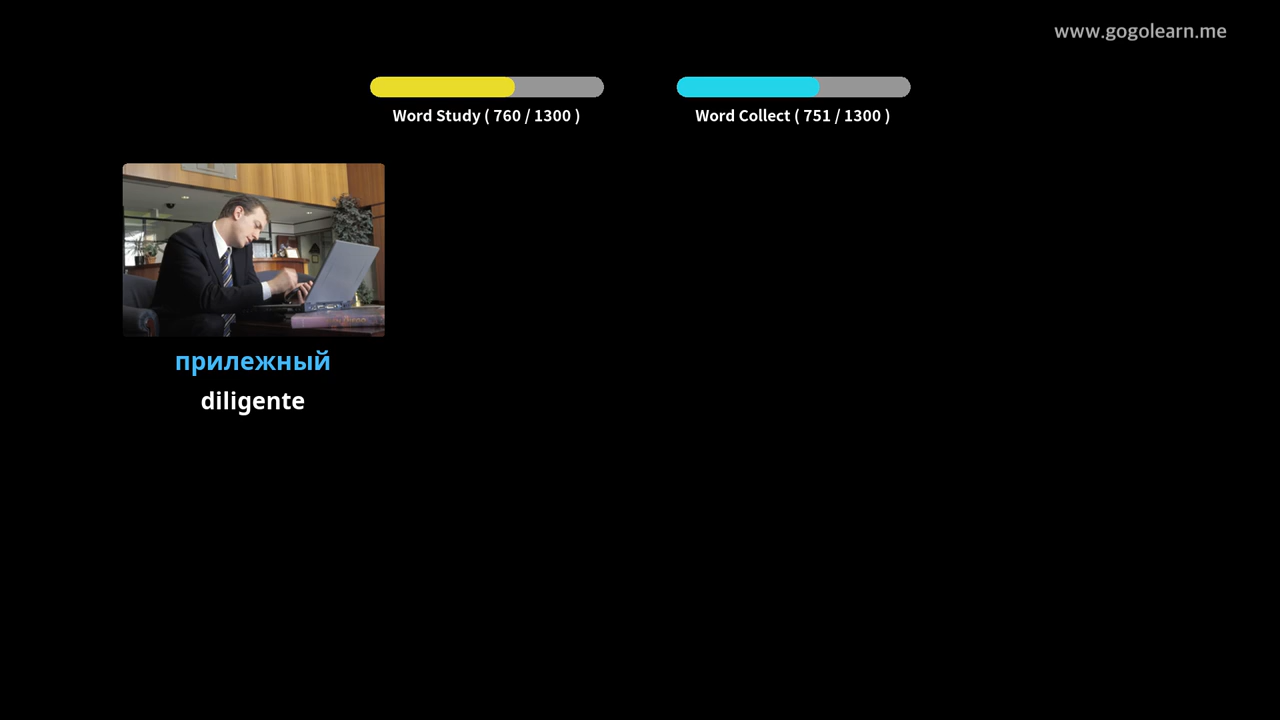 www.gogolearn.me
Word Study ( 760 / 1300 )
Word Collect ( 751 / 1300 )
прилежный
diligente